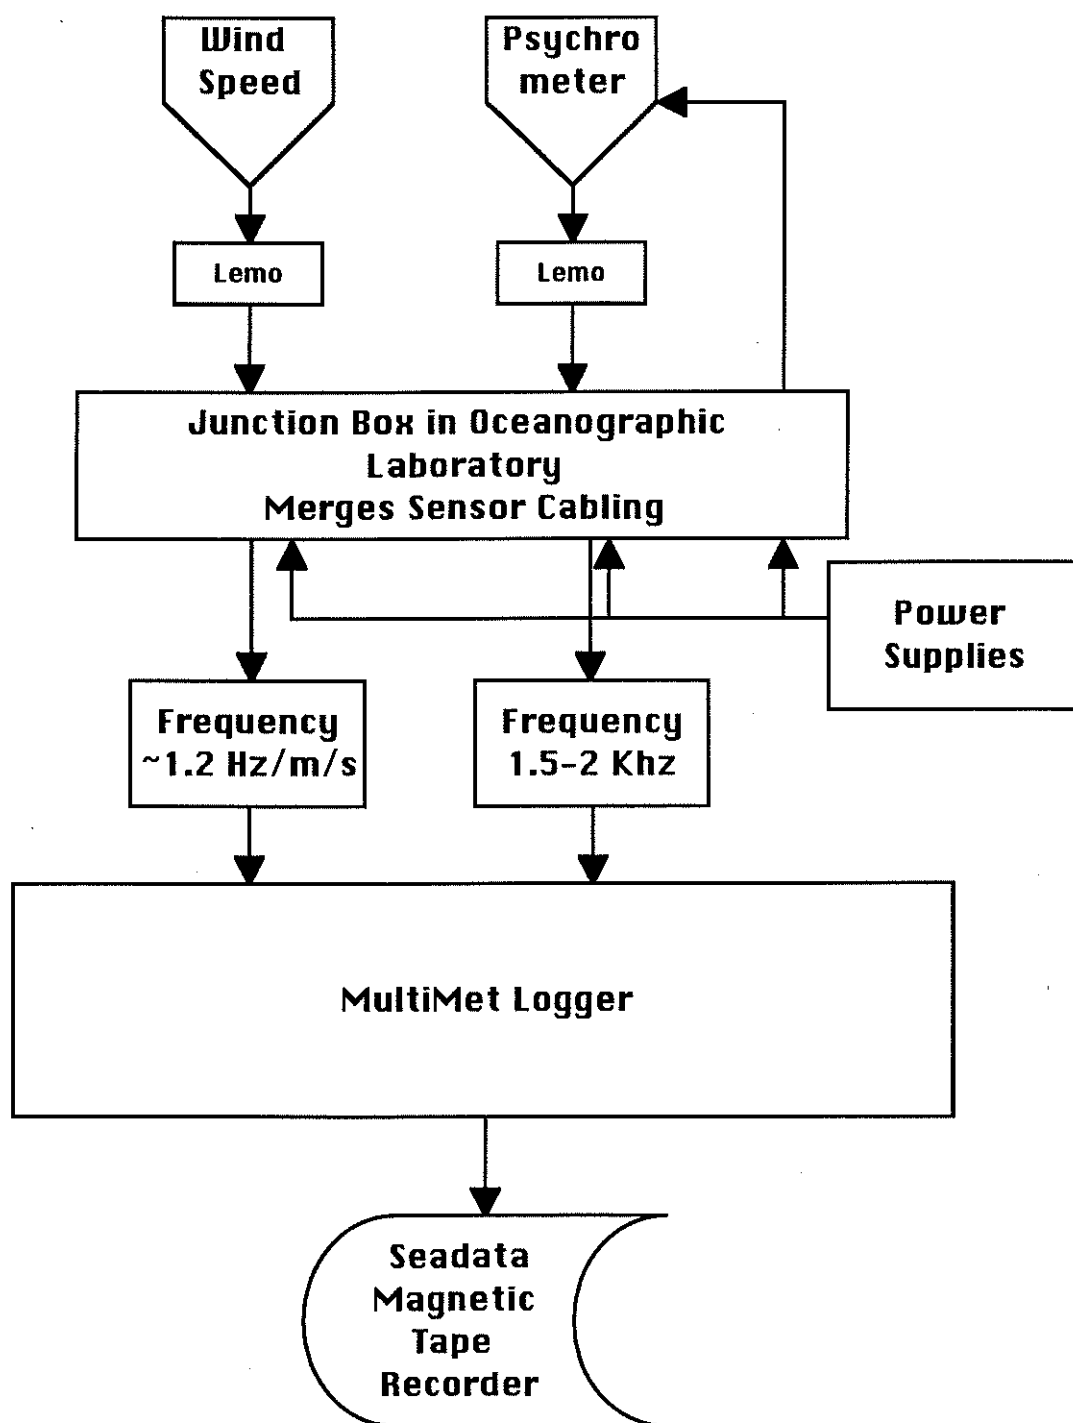 Wind
Speed
Psychro
meter
Lemo
Lemo
Junction Box in Oceanographic
Laboratory
Merges Sensor Cabling
Power
Supplies
Frequency
~1.2 Hz/m/s
Frequency
1.5-2 Khz
MultiMet Logger
Seadata
Magnetic
Tape
Recorder